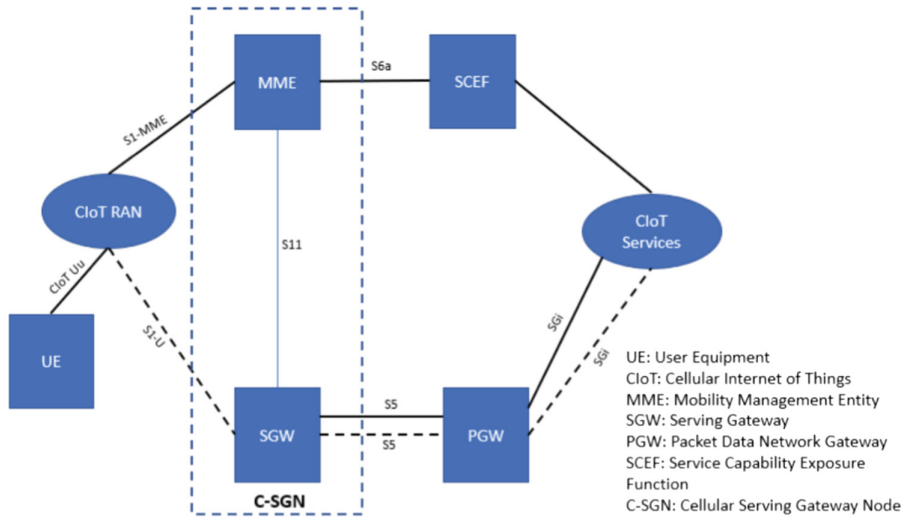 MME
S6a
SCEF
S1-MME
CIoT RAN
CIoT
Services
S11
CIoT Uu
S1-U
UE
SGi
SGi
S5
SGW
S5
PGW
C-SGN
UE: User Equipment
CIoT: Cellular Internet of Things
MME: Mobility Management Entity
SGW: Serving Gateway
PGW: Packet Data Network Gateway
SCEF: Service Capability Exposure
Function
C-SGN: Cellular Serving Gateway Node